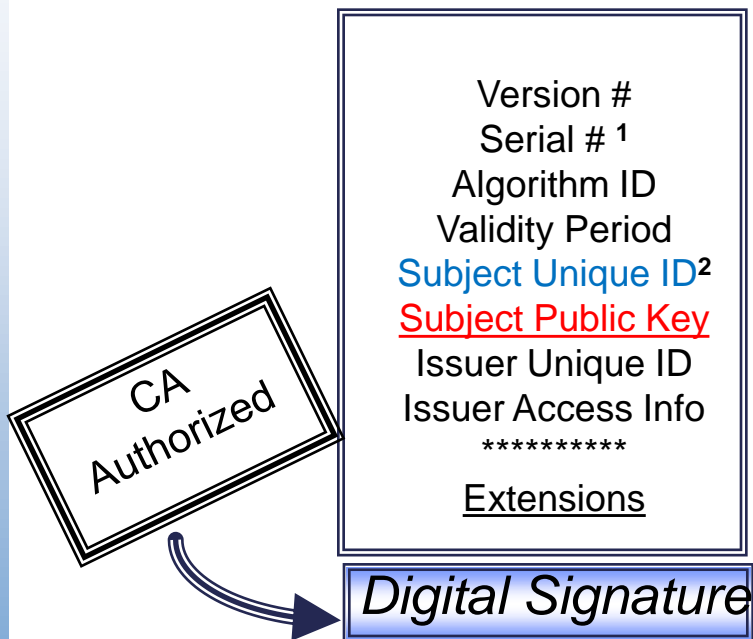 Version #
Serial # 1
Algorithm ID
Validity Period
Subject Unique ID2
Subject Public Key
Issuer Unique ID
Issuer Access Info
**********
Extensions
CA
Authorized
Digital Signature